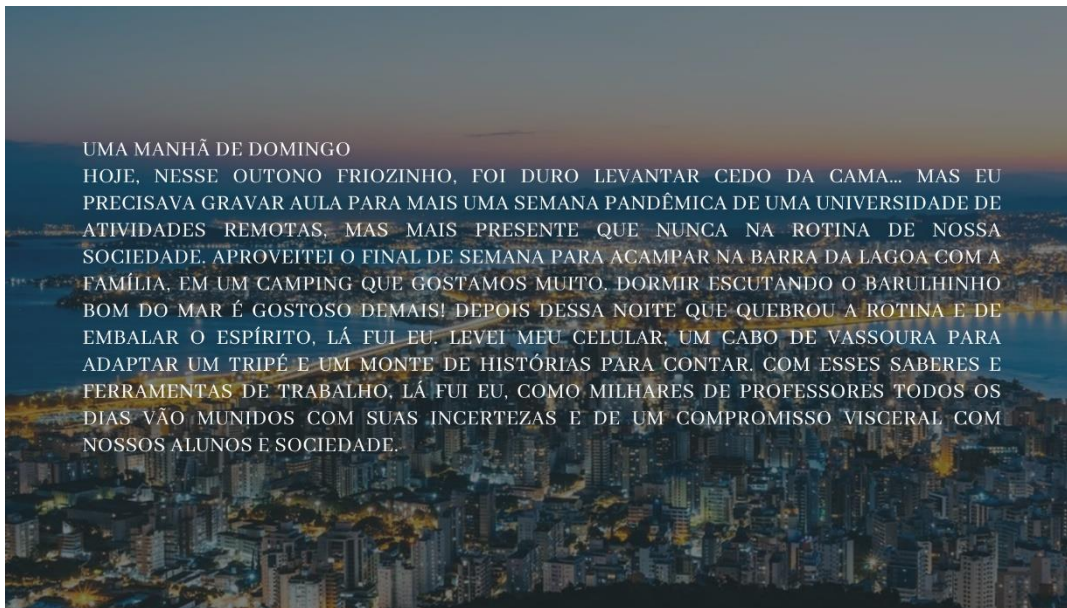 UMA MANHÃ DE DOMINGO
HOJE, NESSE OUTONO FRIOZINHO, FOI DURO LEVANTAR CEDO DA CAMA... MAS EU
PRECISAVA GRAVAR AULA PARA MAIS UMA SEMANA PANDÊMICA DE UMA UNIVERSIDADE DE
ATIVIDADES REMOTAS, MAS MAIS PRESENTE QUE NUNCA NA ROTINA DE NOSSA
SOCIEDADE. APROVEITEI O FINAL DE SEMANA PARA ACAMPAR NA BARRA DA LAGOA COM A
FAMÍLIA, EM UM CAMPING QUE GOSTAMOS MUITO. DORMIR ESCUTANDO O BARULHINHO
BOM DO MAR É GOSTOSO DEMAIS! DEPOIS DESSA NOITE QUE QUEBROU A ROTINA E DE
EMBALAR O ESPÍRITO, LÁ FUI EU. LEVEI MEU CELULAR, UM CABO DE VASSOURA PARA
ADAPTAR UM TRIPÉ E UM MONTE DE HISTÓRIAS PARA CONTAR. COM ESSES SABERES E
FERRAMENTAS DE TRABALHO, LÁ FUI EU, COMO MILHARES DE PROFESSORES TODOS OS
DIAS VÃO MUNIDOS COM SUAS INCERTEZAS E DE UM COMPROMISSO VISCERAL COM
NOSSOS ALUNOS E SOCIEDADE.